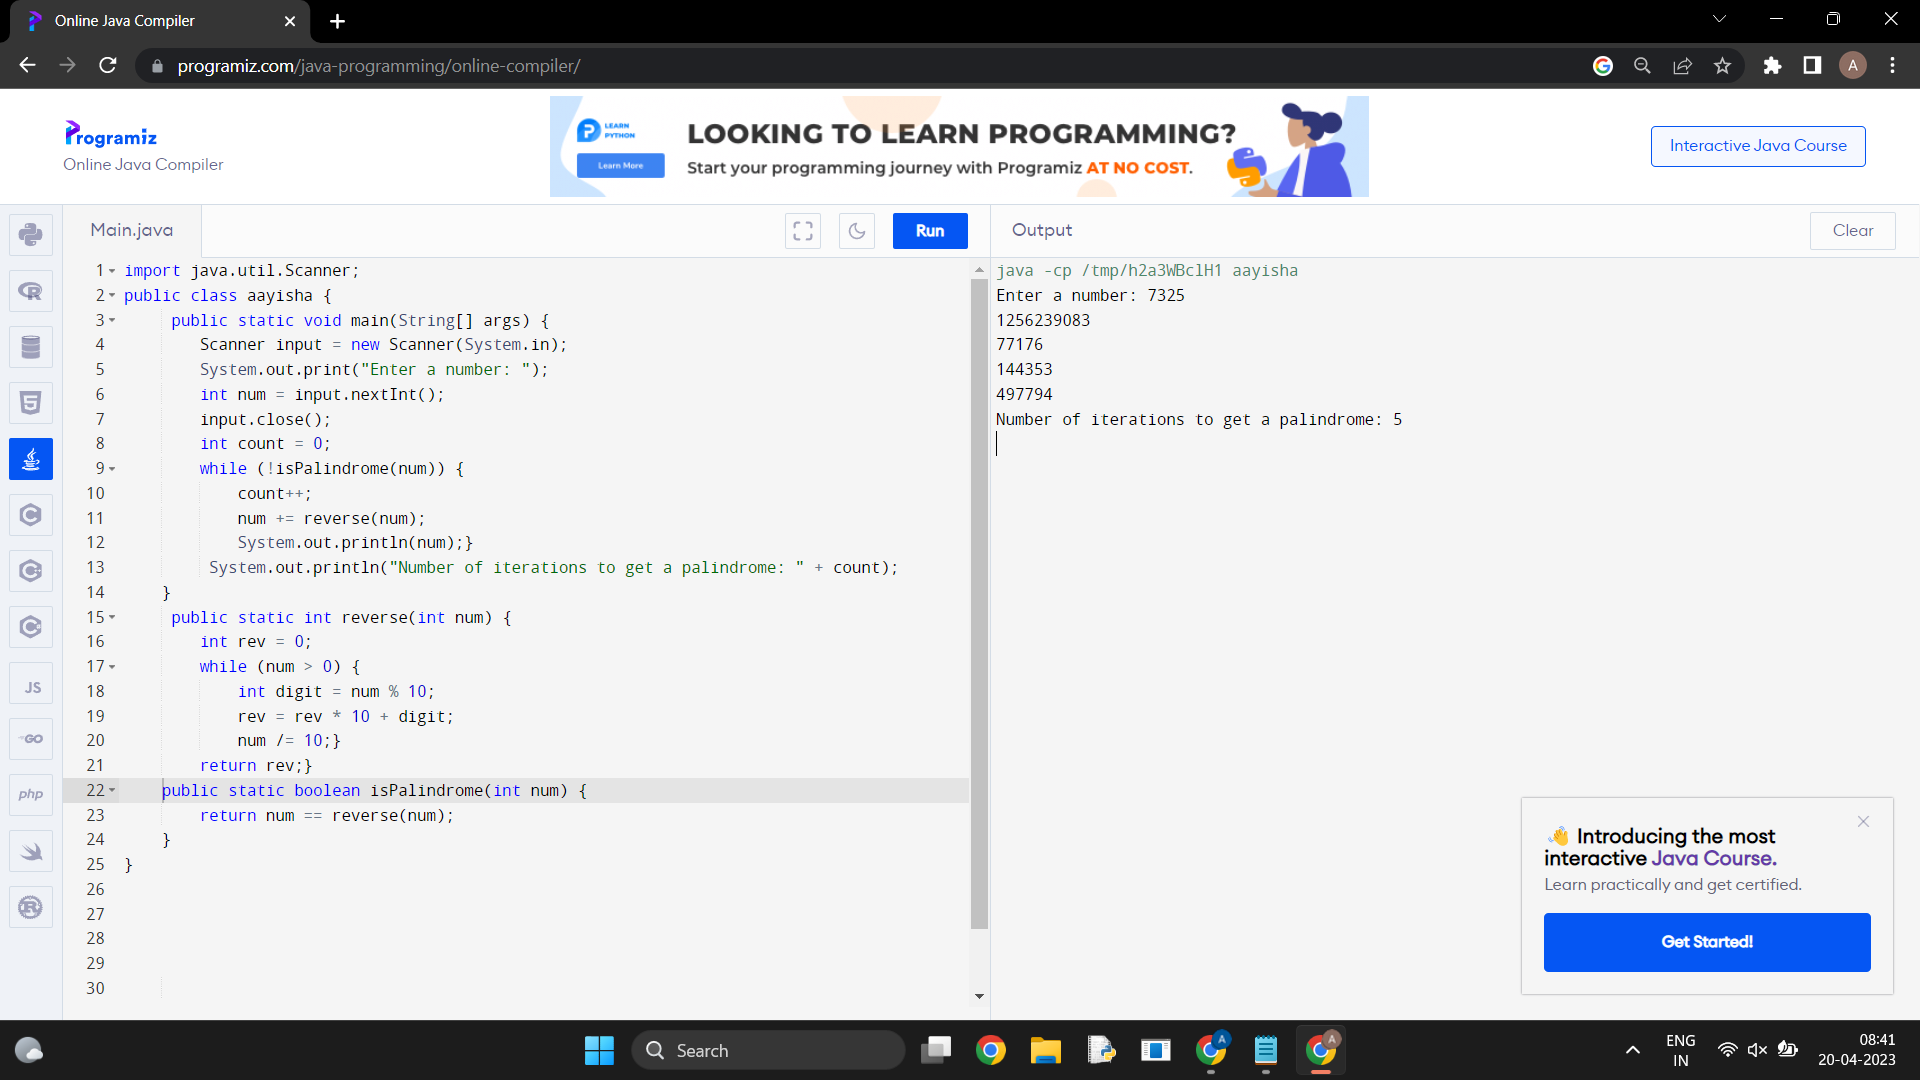 Online Java Compiler
programiz.com/java-programming/online-compiler/
A
Programiz
Online Java Compiler
LEARN
PYTHON
Learn More
LOOKING TO LEARN PROGRAMMING?
Start your programming journey with Programiz AT NO COST.
Interactive Java Course
Main.java
Run
Output
Clear
1 import java.util.Scanner;
2 public class aayisha {
3 public static void main(String[] args) {
4 Scanner input = new Scanner(System.in);
5 System.out.print("Enter a number: ");
6 int num = input.nextInt();
7 input.close();
8 int count = 0;
9 while (!isPalindrome(num)) {
10 count++;
11 num += reverse(num);
12 System.out.println(num);}
13 System.out.println("Number of iterations to get a palindrome: " + count);
14 }
15 public static int reverse(int num) {
16 int rev = 0;
17 while (num > 0) {
18 int digit = num % 10;
19 rev = rev * 10 + digit;
20 num /= 10;}
21 return rev;}
22 public static boolean isPalindrome(int num) {
23 return num == reverse(num);
24 }
25 }
26
27
28
29
30
java -cp /tmp/h2a3WBclH1 aayisha
Enter a number: 7325
1256239083
77176
144353
497794
Number of iterations to get a palindrome: 5
JS
GO
php
👋 Introducing the most
interactive Java Course.
Learn practically and get certified.
Get Started!
Search
A
A
ENG
IN
08:41
20-04-2023